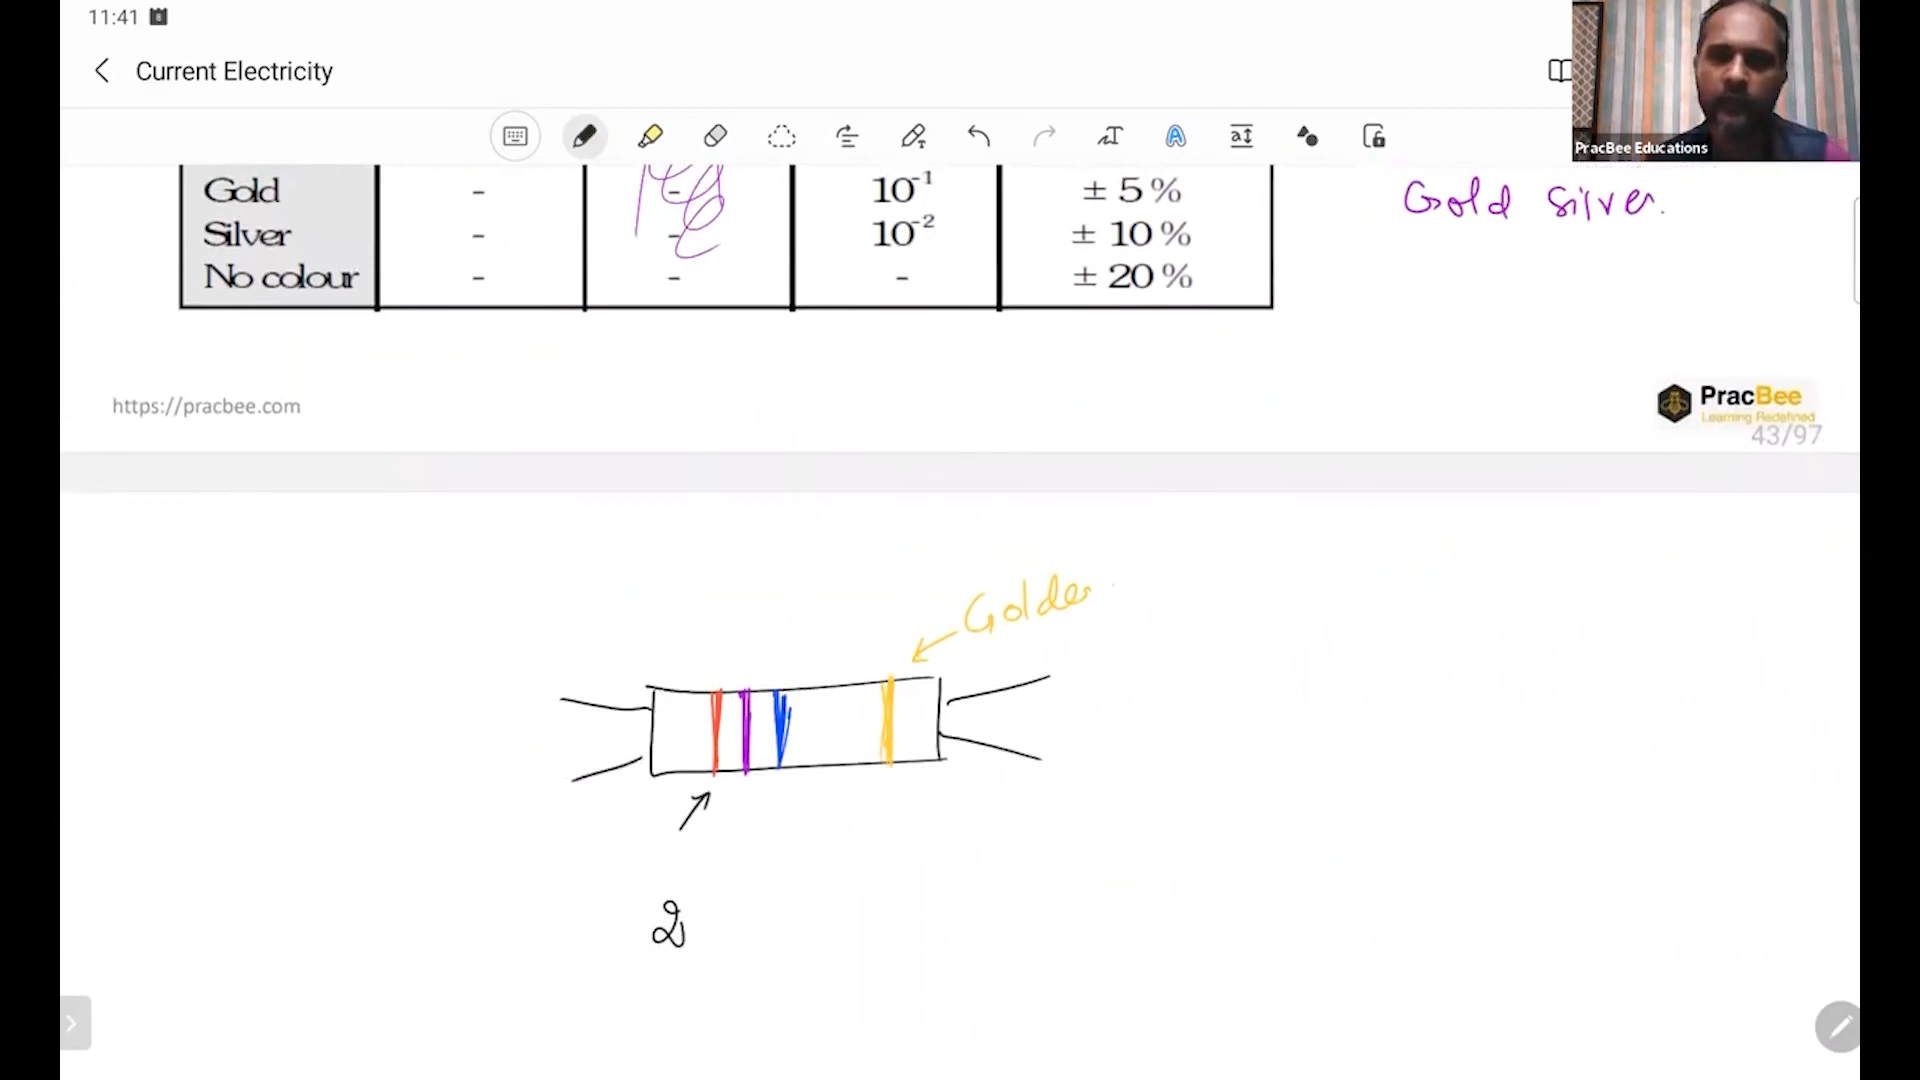 11:41
Current Electricity
PracBee Educations
Gold - - 10⁻¹ ± 5 %
Silver - - 10⁻² ± 10 %
No colour - - - ± 20 %
Gold Silver.
https://pracbee.com
PracBee
Learning Redefined
43/97
Golden
2